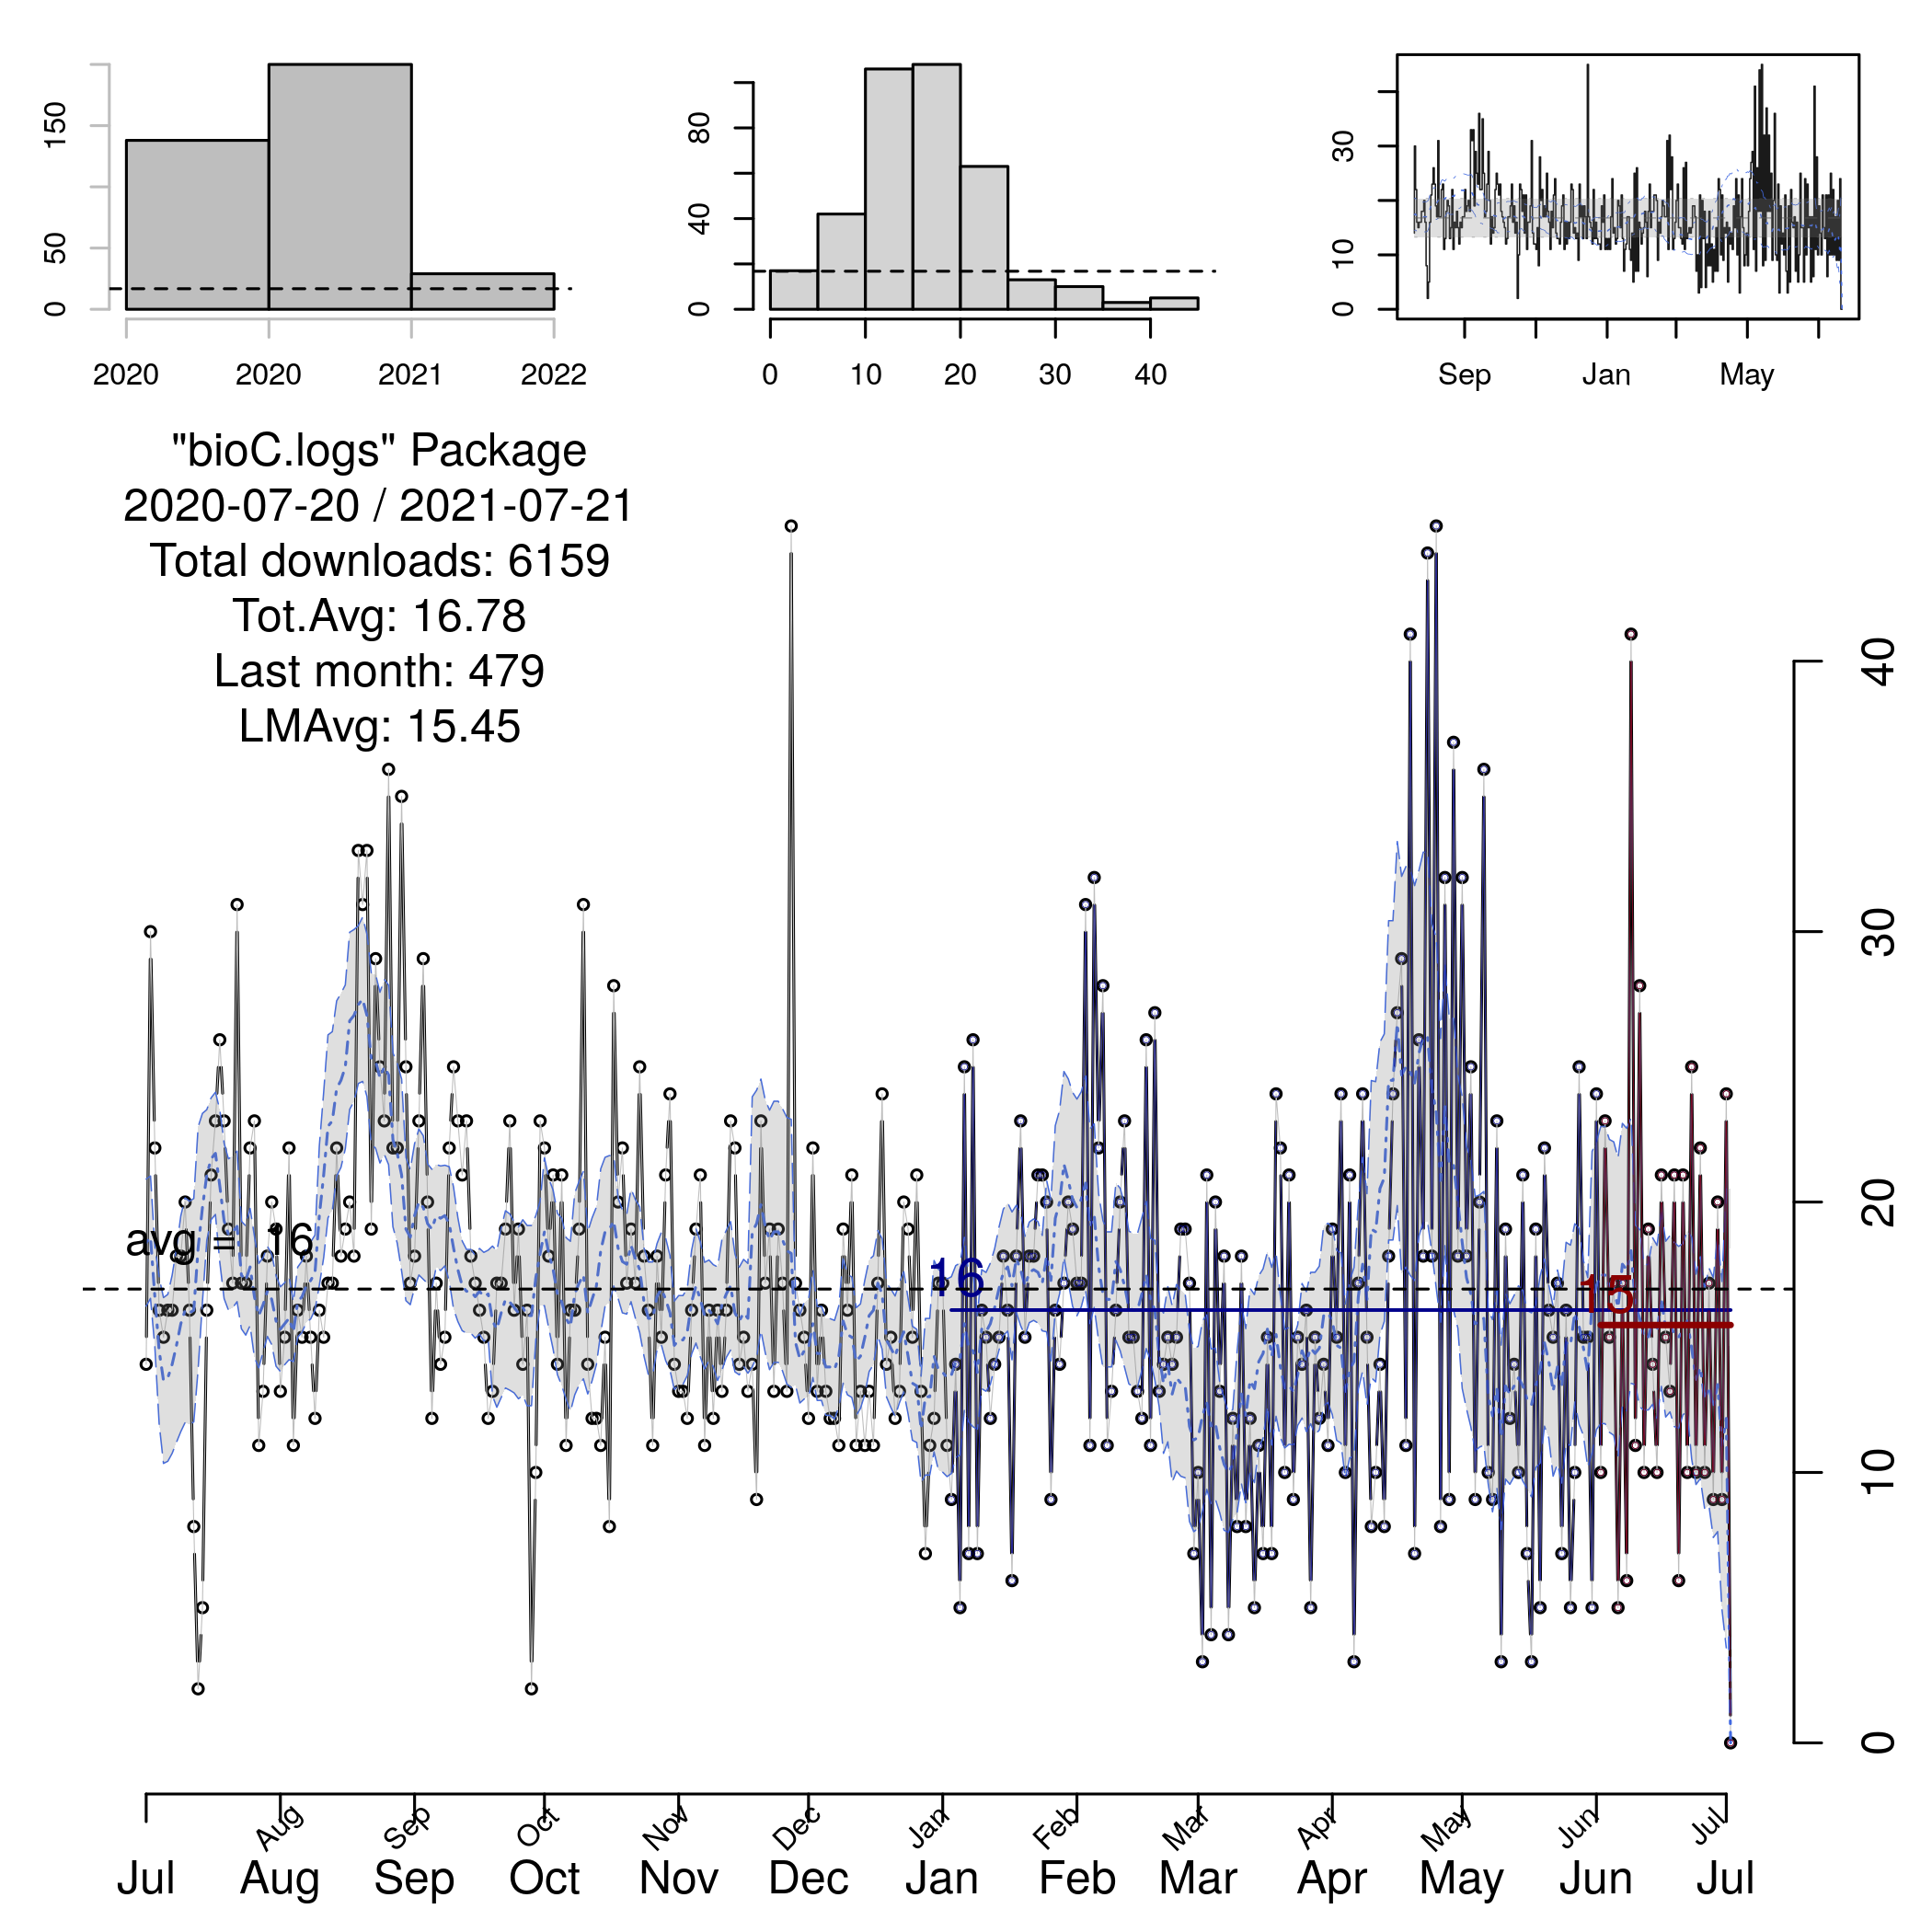 150
50
0
2020 2020 2021 2022
80
40
0
0 10 20 30 40
30
10
0
Sep Jan May
"bioC.logs" Package
2020-07-20 / 2021-07-21
Total downloads: 6159
Tot.Avg: 16.78
Last month: 479
LMAvg: 15.45
avg = 16
16
15
40
30
20
10
0
Aug Sep Oct Nov Dec Jan Feb Mar Apr May Jun Jul
Jul Aug Sep Oct Nov Dec Jan Feb Mar Apr May Jun Jul